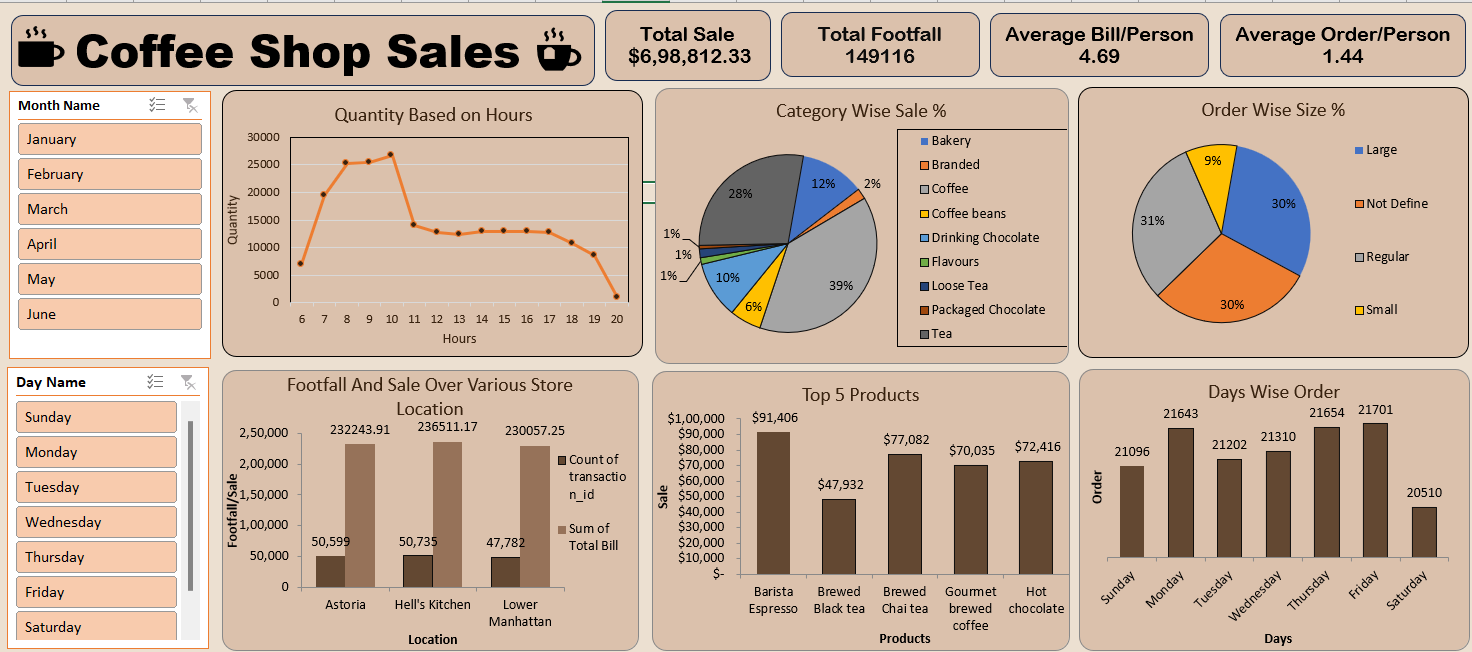 Coffee Shop Sales
Total Sale
$6,98,812.33
Total Footfall
149116
Average Bill/Person
4.69
Average Order/Person
1.44
Month Name
January
February
March
April
May
June
Day Name
Sunday
Monday
Tuesday
Wednesday
Thursday
Friday
Saturday
Quantity Based on Hours
Quantity
30000
25000
20000
15000
10000
5000
0
6 7 8 9 10 11 12 13 14 15 16 17 18 19 20
Hours
Category Wise Sale %
12%
2%
39%
6%
10%
1%
1%
1%
28%
Bakery
Branded
Coffee
Coffee beans
Drinking Chocolate
Flavours
Loose Tea
Packaged Chocolate
Tea
Order Wise Size %
9%
30%
30%
31%
Large
Not Define
Regular
Small
Footfall And Sale Over Various Store
Location
Footfall/Sale
2,50,000
2,00,000
1,50,000
1,00,000
50,000
0
232243.91 236511.17 230057.25
50,599 50,735 47,782
Astoria Hell's Kitchen Lower
Manhattan
Location
Count of
transactio
n_id
Sum of
Total Bill
Top 5 Products
Sale
$1,00,000
$90,000
$80,000
$70,000
$60,000
$50,000
$40,000
$30,000
$20,000
$10,000
$-
$91,406
$47,932
$77,082
$70,035
$72,416
Barista
Espresso
Brewed
Black tea
Brewed
Chai tea
Gourmet
brewed
coffee
Hot
chocolate
Products
Days Wise Order
Order
21096
21643
21202
21310
21654
21701
20510
Sunday
Monday
Tuesday
Wednesday
Thursday
Friday
Saturday
Days